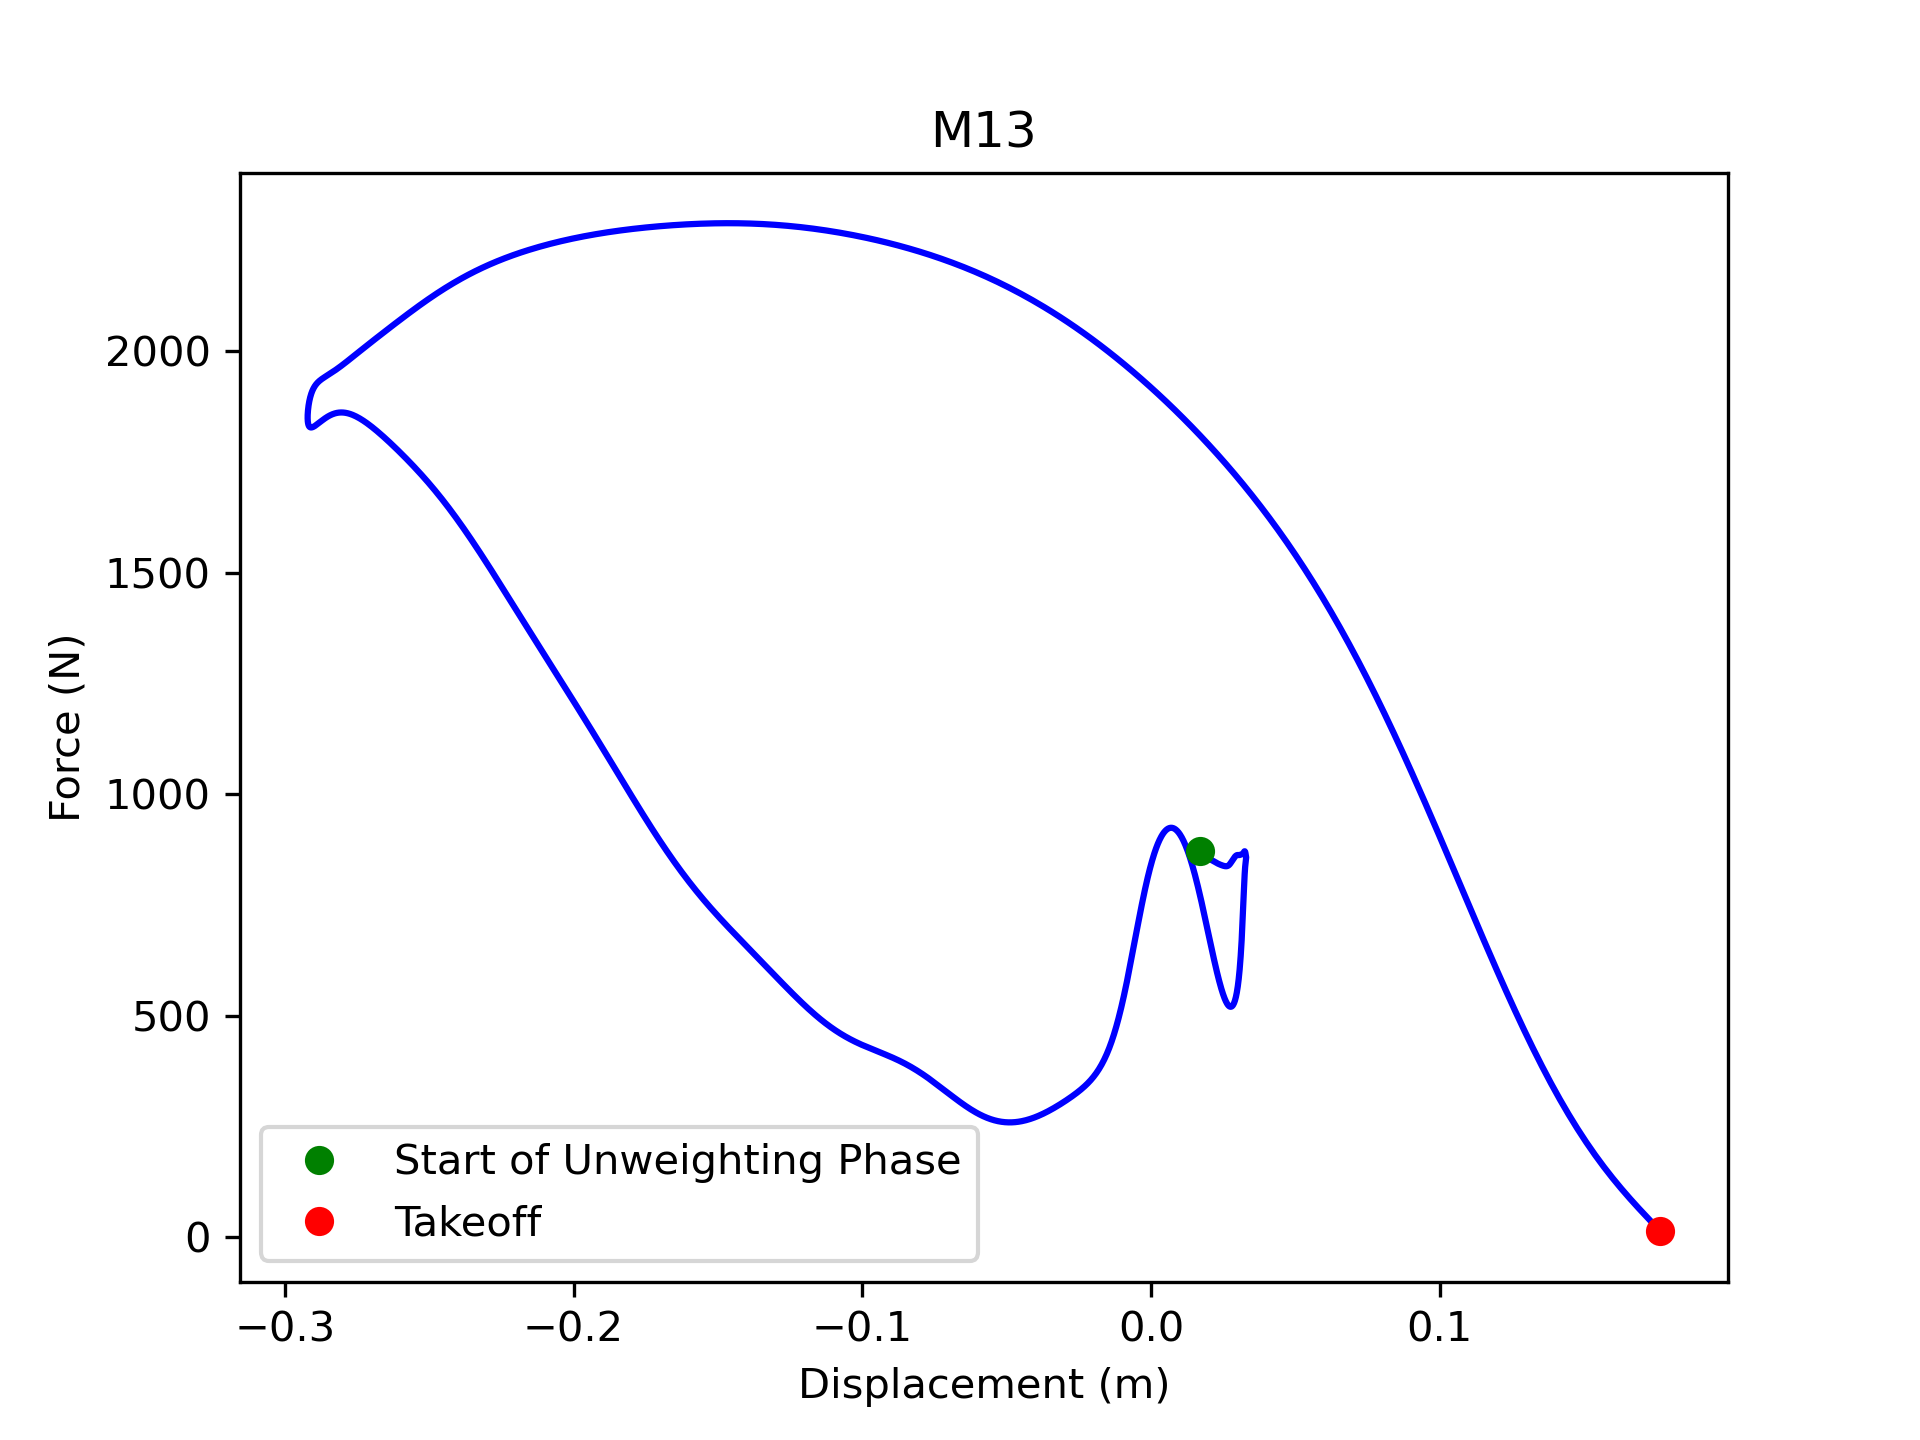 M13
2000
1500
1000
500
0
Force (N)
−0.3 −0.2 −0.1 0.0 0.1
Displacement (m)
Start of Unweighting Phase
Takeoff